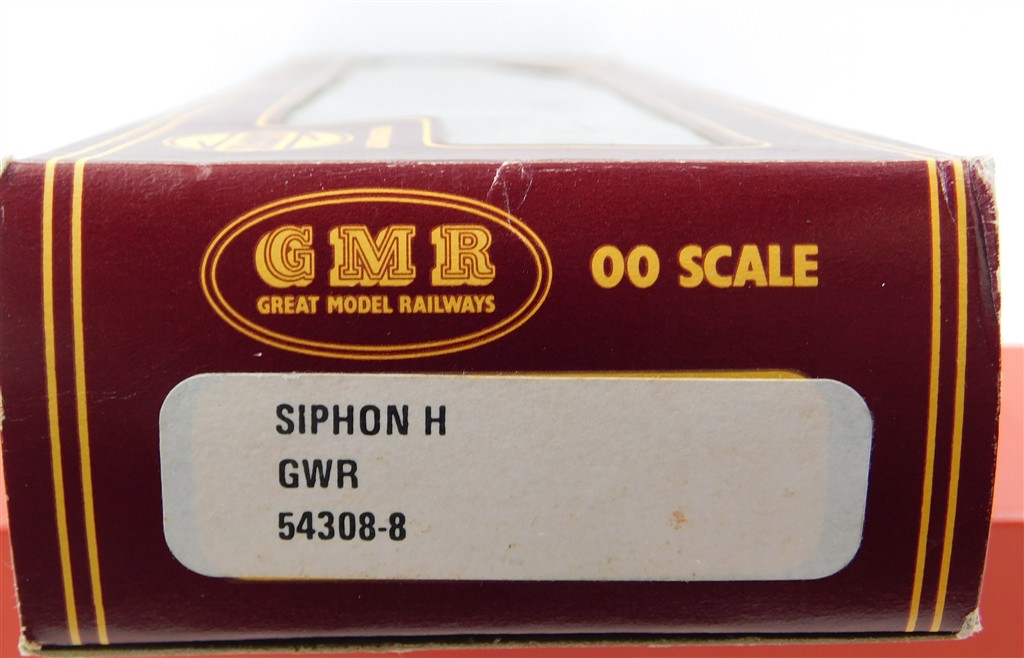 GMR
GREAT MODEL RAILWAYS
OO SCALE
SIPHON H
GWR
54308-8